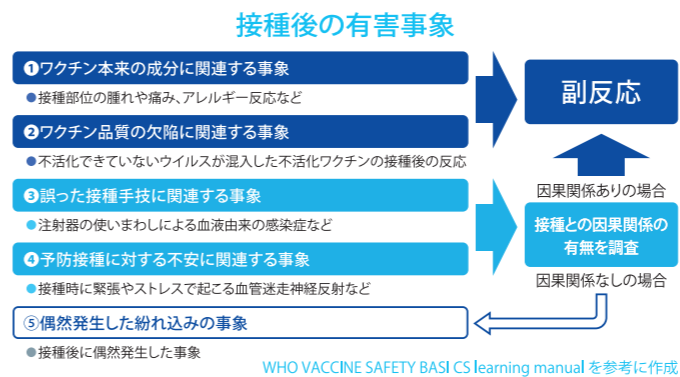 接種後の有害事象
❶ワクチン本来の成分に関連する事象
●接種部位の腫れや痛み、アレルギー反応など
❷ワクチン品質の欠陥に関連する事象
●不活化できていないウイルスが混入した不活化ワクチンの接種後の反応
❸誤った接種手技に関連する事象
●注射器の使いまわしによる血液由来の感染症など
❹予防接種に対する不安に関連する事象
●接種時に緊張やストレスで起こる血管迷走神経反射など
⑤偶然発生した紛れ込みの事象
●接種後に偶然発生した事象
副反応
因果関係ありの場合
接種との因果関係の
有無を調査
因果関係なしの場合
WHO VACCINE SAFETY BASI CS learning manual を参考に作成